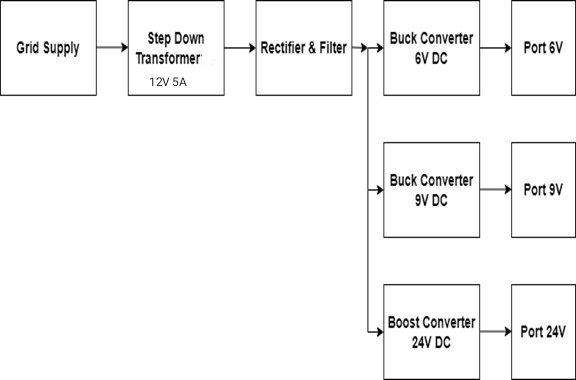 Grid Supply
Step Down
Transformer
12V 5A
Rectifier & Filter
Buck Converter
6V DC
Port 6V
Buck Converter
9V DC
Port 9V
Boost Converter
24V DC
Port 24V